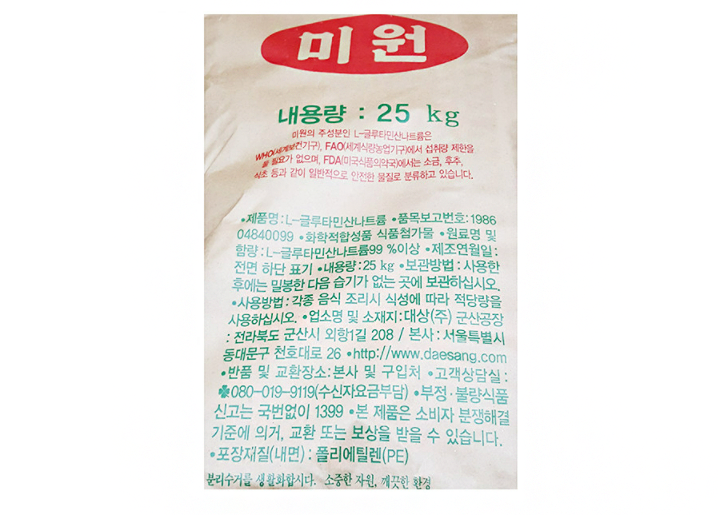 미원
내용량 : 25 kg
미원의 주성분인 L-글루타민산나트륨은
WHO(세계보건기구), FAO(세계식량농업기구)에서 섭취량 제한을
둘 필요가 없으며, FDA(미국식품의약국)에서는 소금, 후추,
식초 등과 같이 일반적으로 안전한 물질로 분류하고 있습니다.
•제품명:L-글루타민산나트륨 •품목보고번호:1986
04840099 •화학적합성품 식품첨가물 •원료명 및
함량:L-글루타민산나트륨99 %이상 •제조연월일:
전면 하단 표기 •내용량:25 kg •보관방법:사용한
후에는 밀봉한 다음 습기가 없는 곳에 보관하십시오.
•사용방법:각종 음식 조리시 식성에 따라 적당량을
사용하십시오. •업소명 및 소재지:대상(주) 군산공장
: 전라북도 군산시 외항1길 208 / 본사:서울특별시
동대문구 천호대로 26 •http://www.daesang.com
•반품 및 교환장소:본사 및 구입처 •고객상담실:
080-019-9119(수신자요금부담) •부정·불량식품
신고는 국번없이 1399 •본 제품은 소비자 분쟁해결
기준에 의거, 교환 또는 보상을 받을 수 있습니다.
•포장재질(내면) : 폴리에틸렌(PE)
분리수거를 생활화합시다. 소중한 자원, 깨끗한 환경